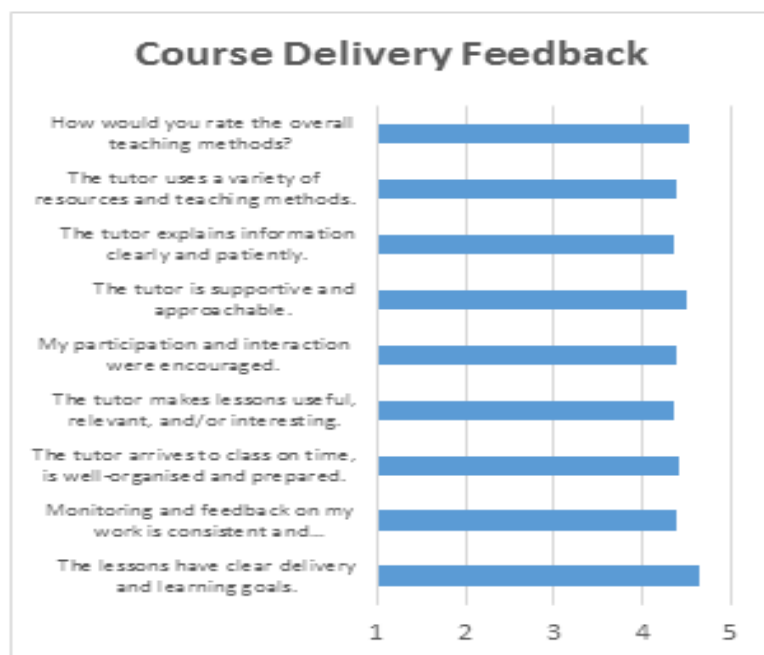 Course Delivery Feedback
How would you rate the overall
teaching methods?
The tutor uses a variety of
resources and teaching methods.
The tutor explains information
clearly and patiently.
The tutor is supportive and
approachable.
My participation and interaction
were encouraged.
The tutor makes lessons useful,
relevant, and/or interesting.
The tutor arrives to class on time,
is well-organised and prepared.
Monitoring and feedback on my
work is consistent and...
The lessons have clear delivery
and learning goals.
1 2 3 4 5